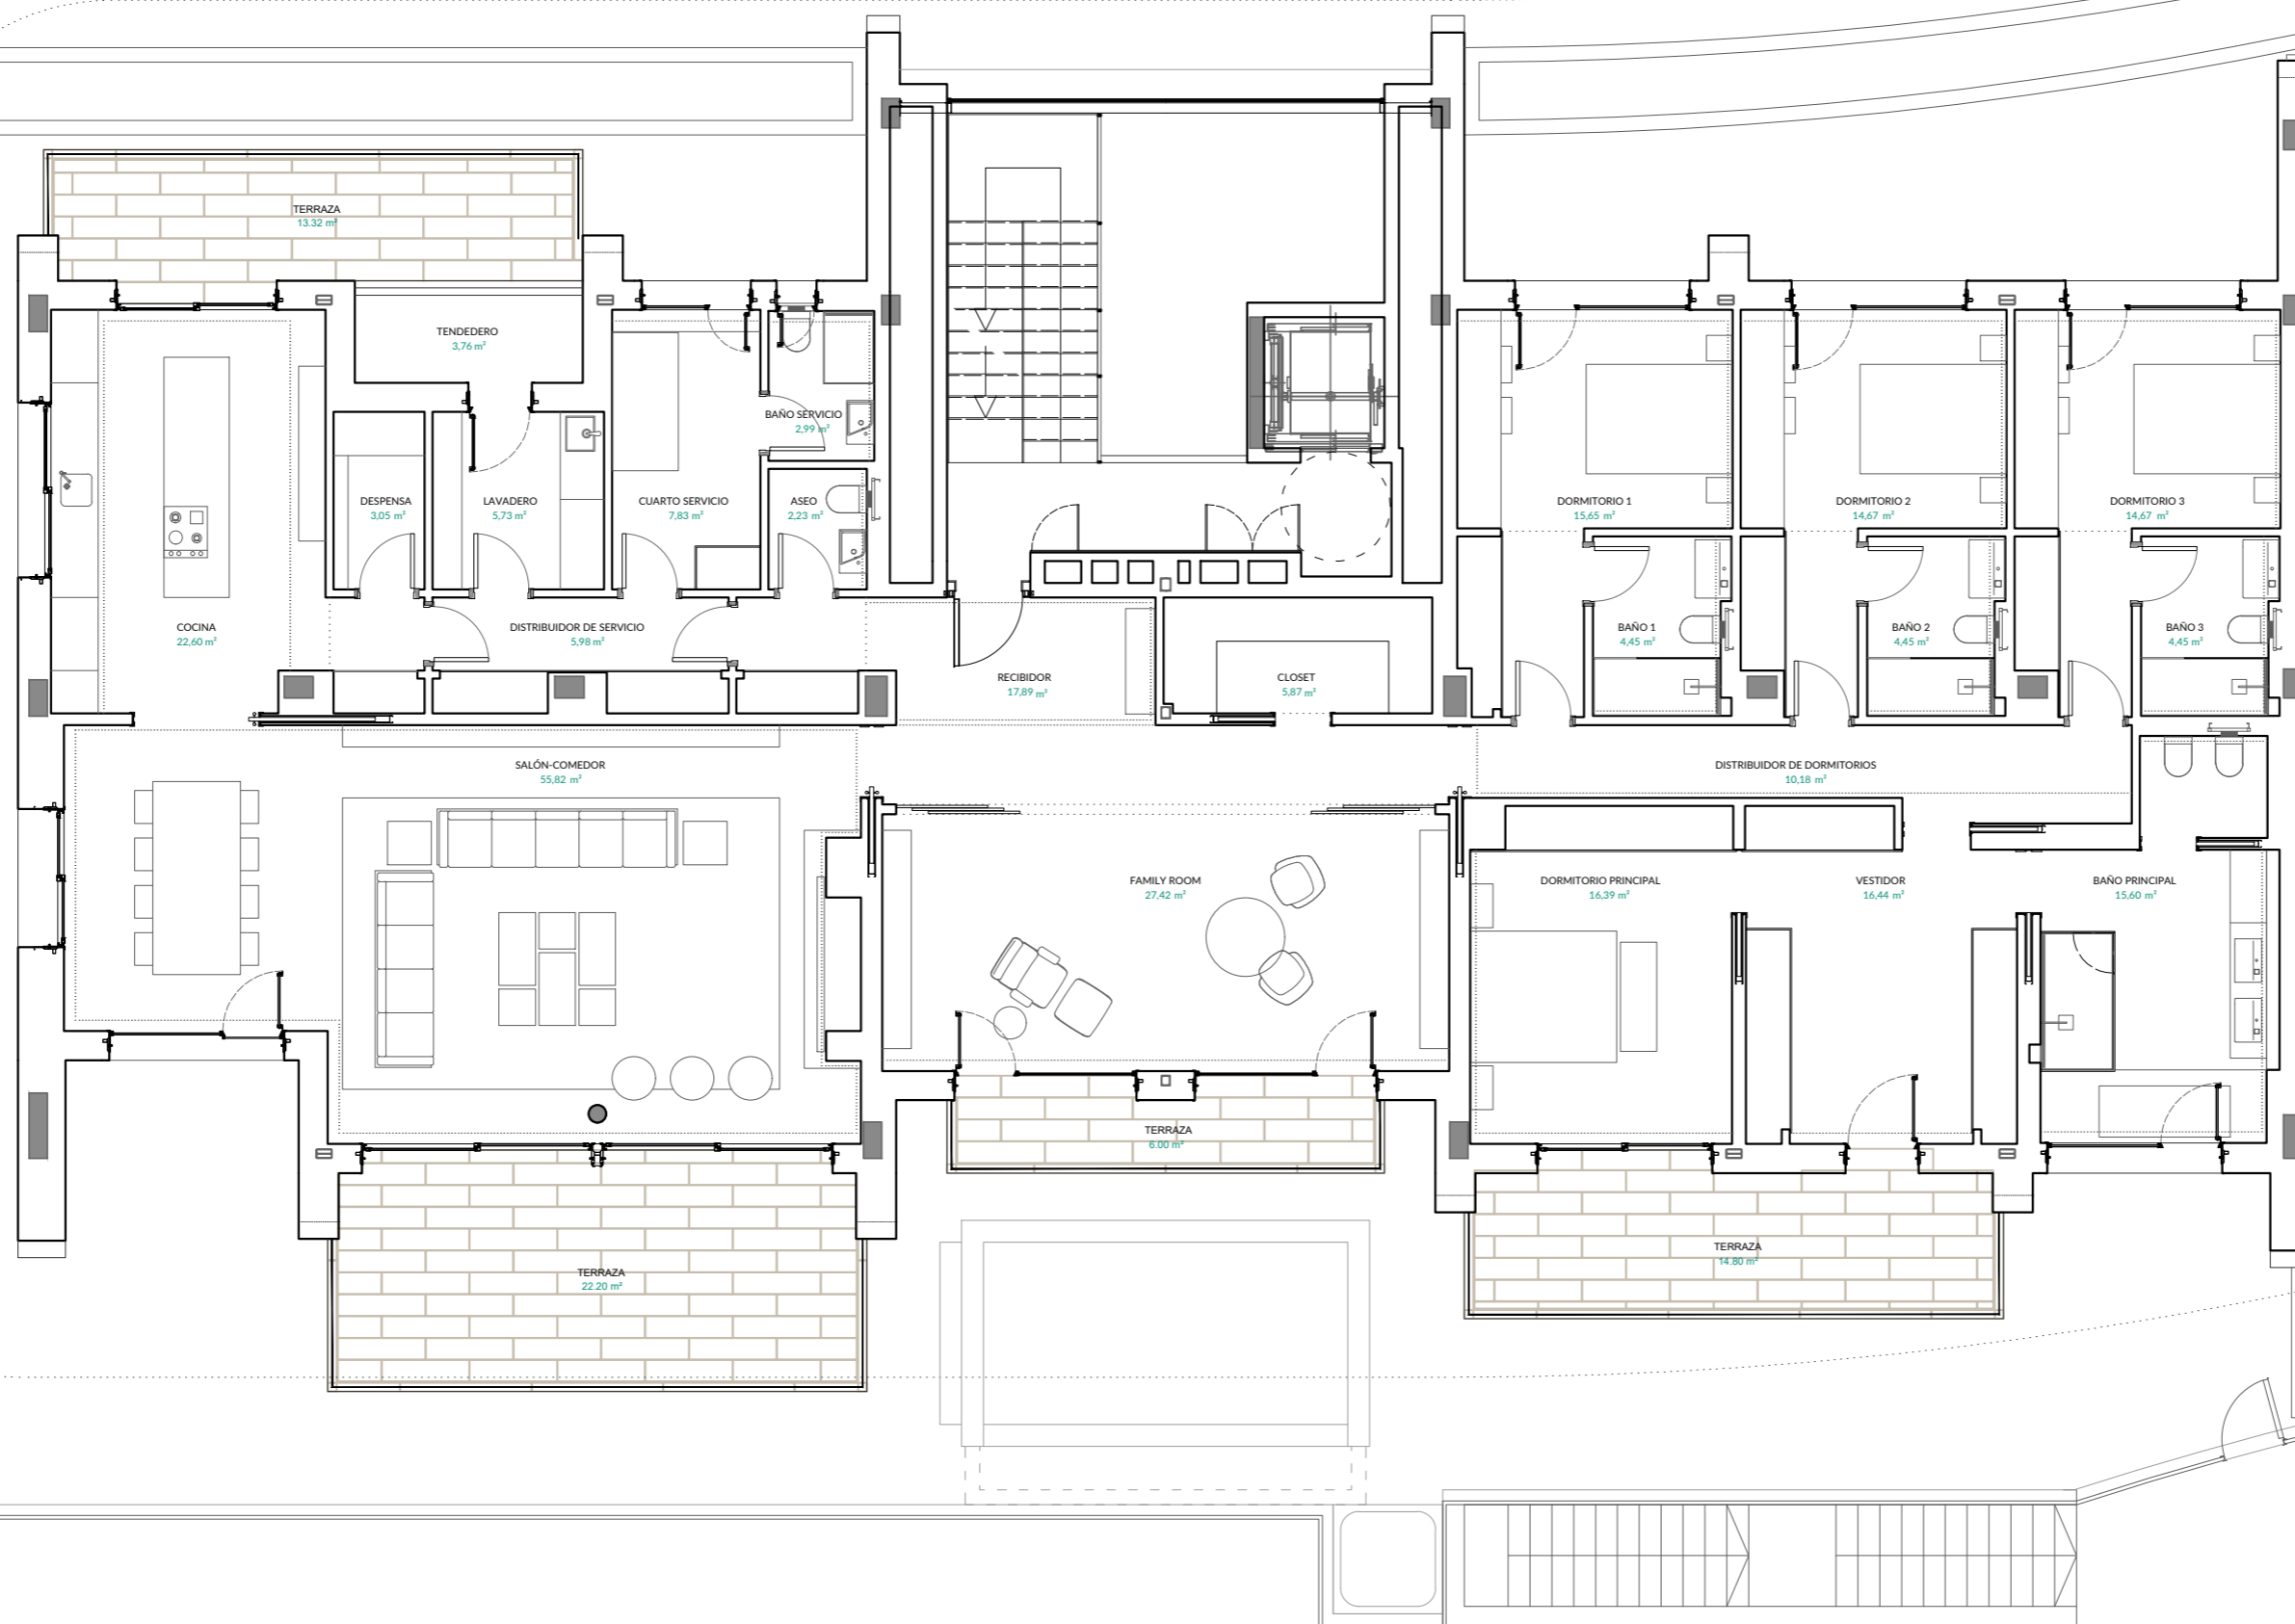 TERRAZA
13.32 m²
TENDEDERO
3,76 m²
BAÑO SERVICIO
2,99 m²
DESPENSA
3,05 m²
LAVADERO
5,73 m²
CUARTO SERVICIO
7,83 m²
ASEO
2,23 m²
DORMITORIO 1
15,65 m²
DORMITORIO 2
14,67 m²
DORMITORIO 3
14,67 m²
COCINA
22,60 m²
DISTRIBUIDOR DE SERVICIO
5,98 m²
BAÑO 1
4,45 m²
BAÑO 2
4,45 m²
BAÑO 3
4,45 m²
RECIBIDOR
17,89 m²
CLOSET
5,87 m²
SALÓN-COMEDOR
55,82 m²
DISTRIBUIDOR DE DORMITORIOS
10,18 m²
FAMILY ROOM
27,42 m²
DORMITORIO PRINCIPAL
16,39 m²
VESTIDOR
16,44 m²
BAÑO PRINCIPAL
15,60 m²
TERRAZA
6.00 m²
TERRAZA
14.80 m²
TERRAZA
22.20 m²